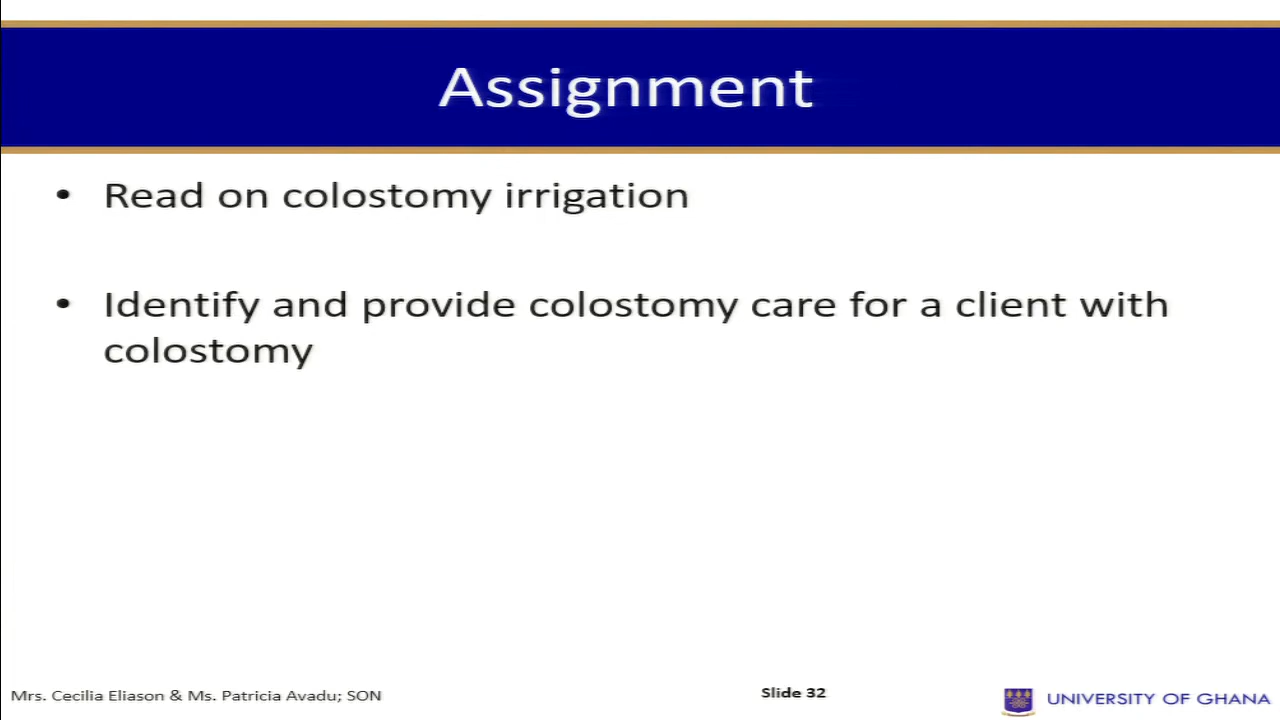 Assignment
• Read on colostomy irrigation
• Identify and provide colostomy care for a client with
colostomy
Mrs. Cecilia Eliason & Ms. Patricia Avadu; SON
Slide 32
UNIVERSITY OF GHANA